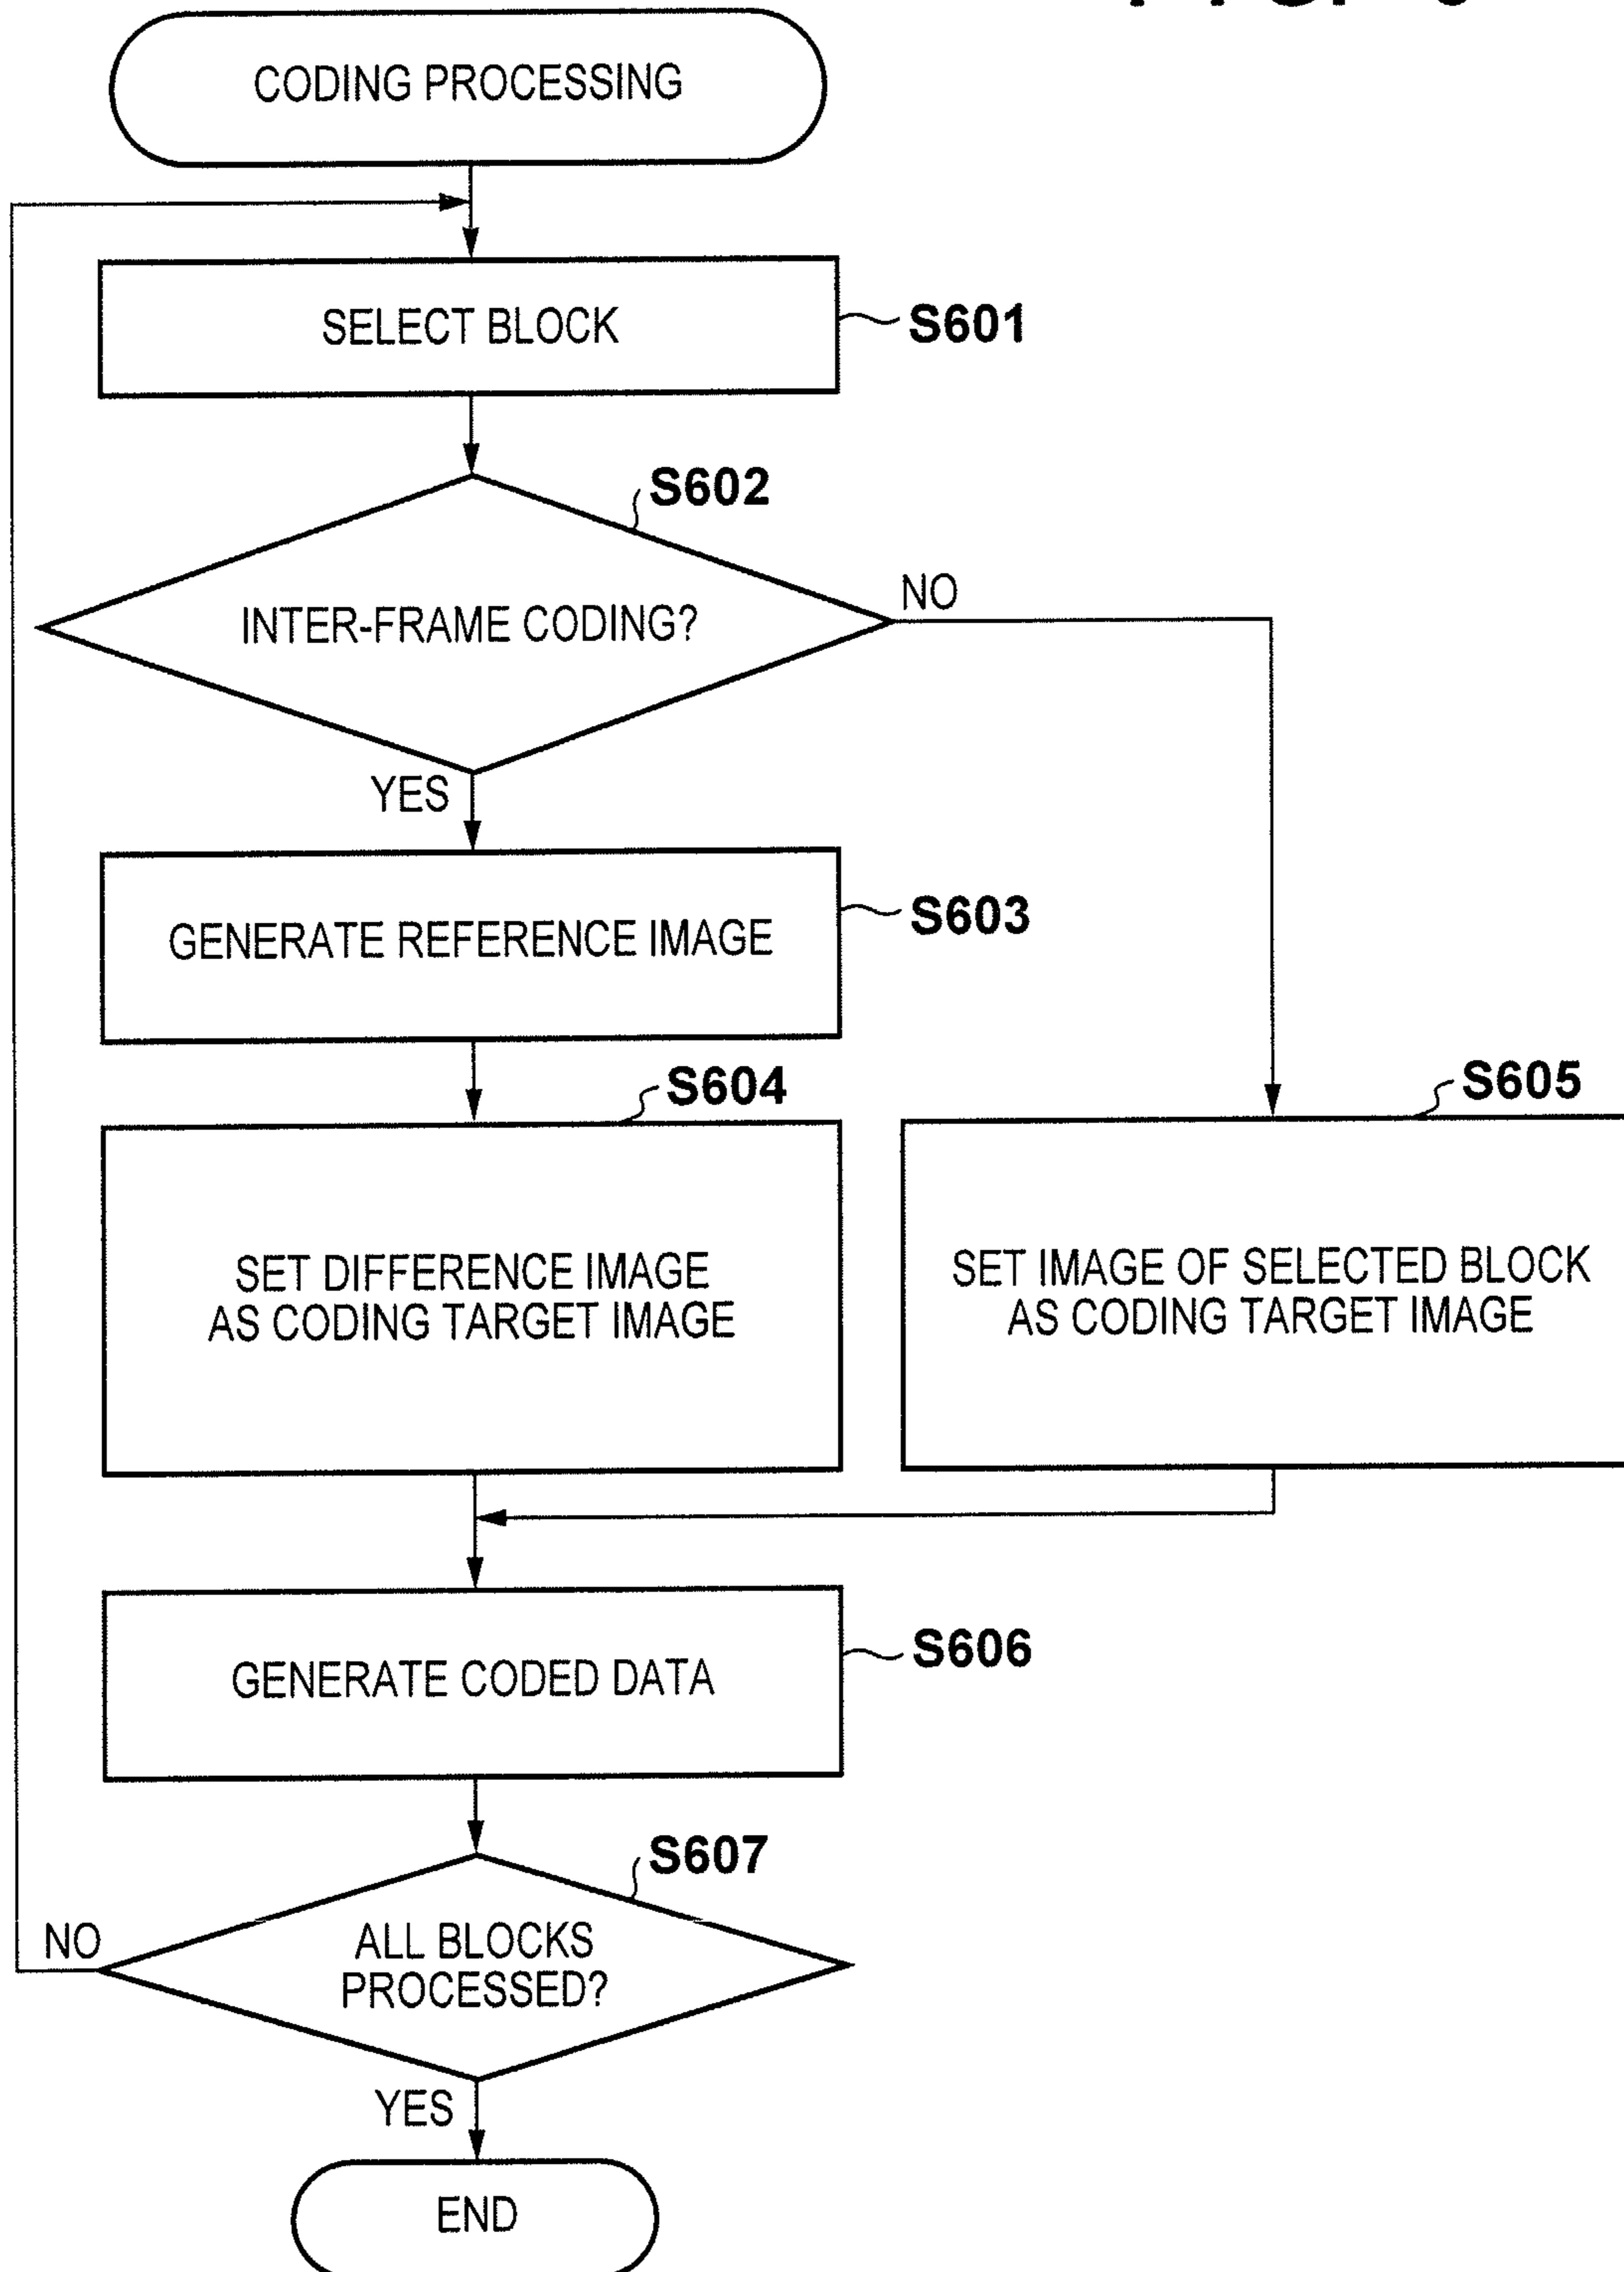 CODING PROCESSING
SELECT BLOCK
S601
S602
INTER-FRAME CODING?
NO
YES
GENERATE REFERENCE IMAGE
S603
S604
SET DIFFERENCE IMAGE
AS CODING TARGET IMAGE
S605
SET IMAGE OF SELECTED BLOCK
AS CODING TARGET IMAGE
GENERATE CODED DATA
S606
S607
ALL BLOCKS
PROCESSED?
NO
YES
END